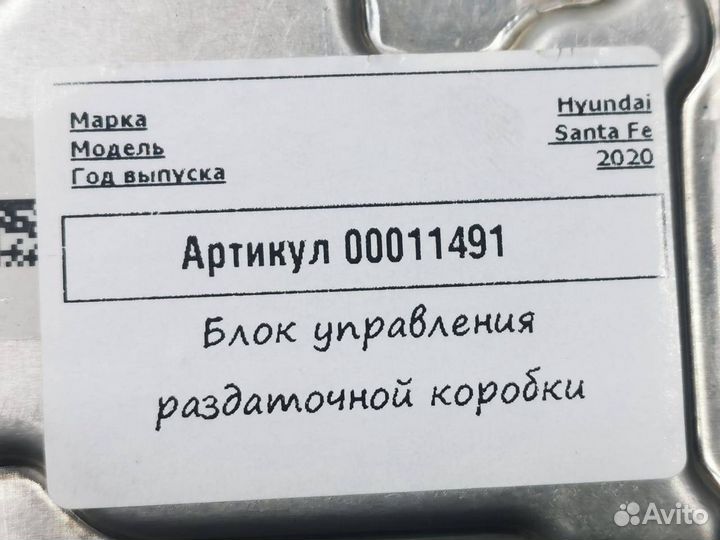 Марка Hyundai
Модель Santa Fe
Год выпуска 2020
Артикул 00011491
Блок управления
раздаточной коробки
Avito